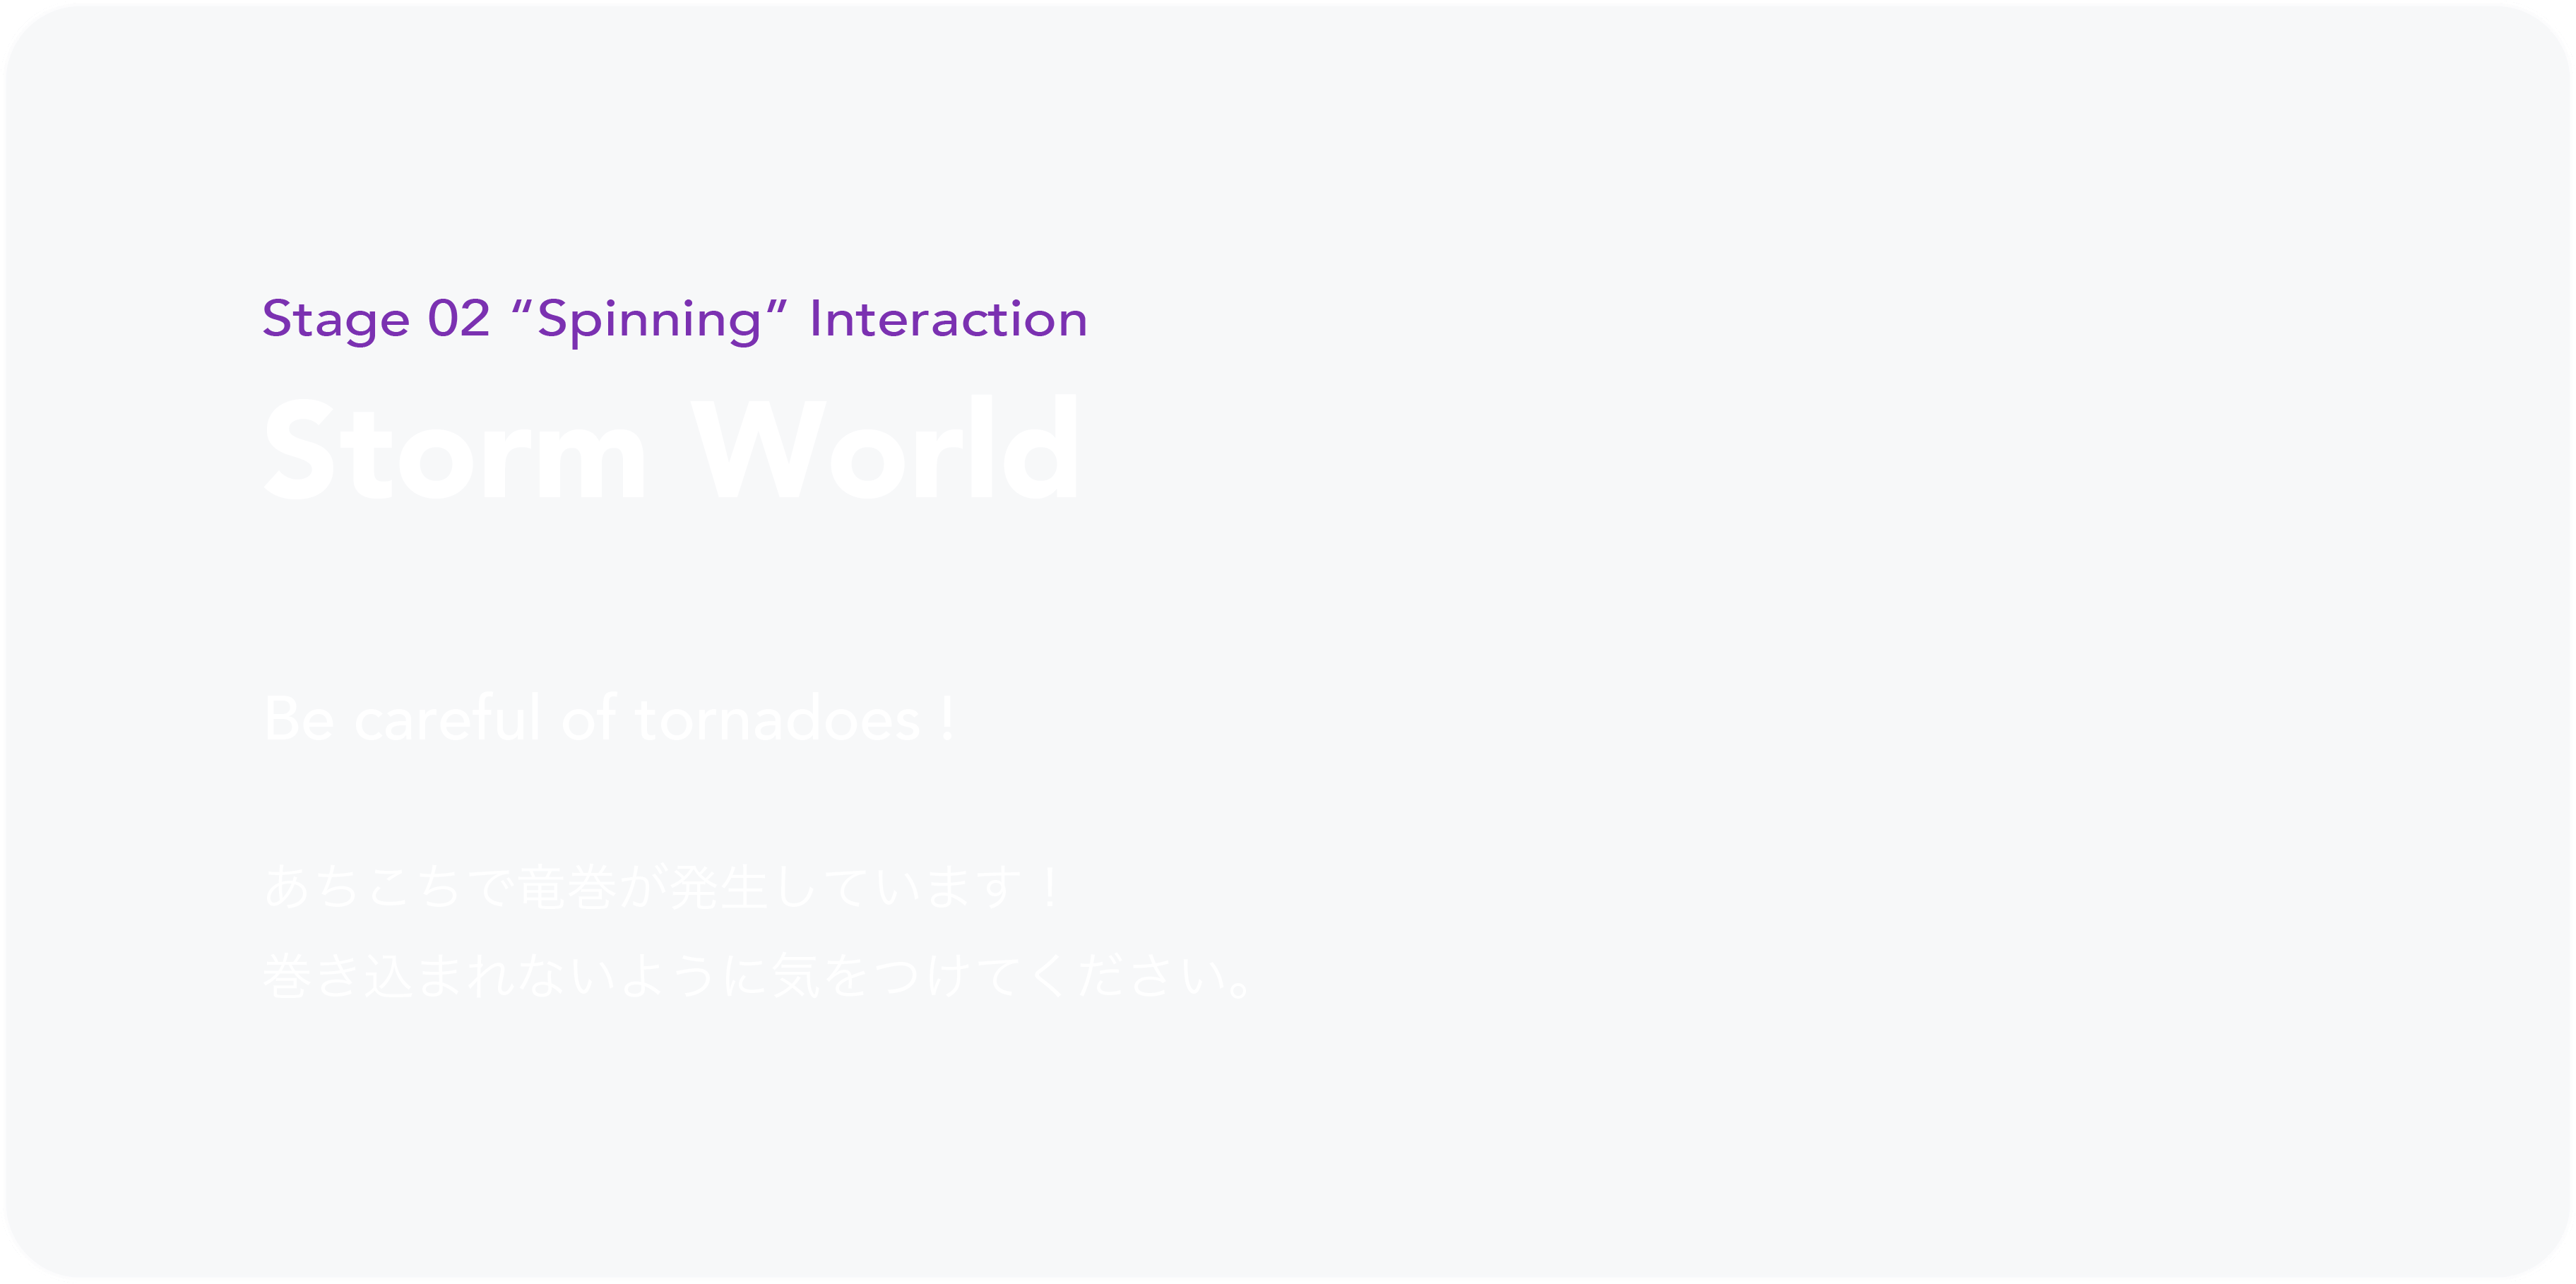 Stage 02 “Spinning” Interaction
Storm World
Be careful of tornadoes !
あちこちで竜巻が発生しています！
巻き込まれないように気をつけてください。